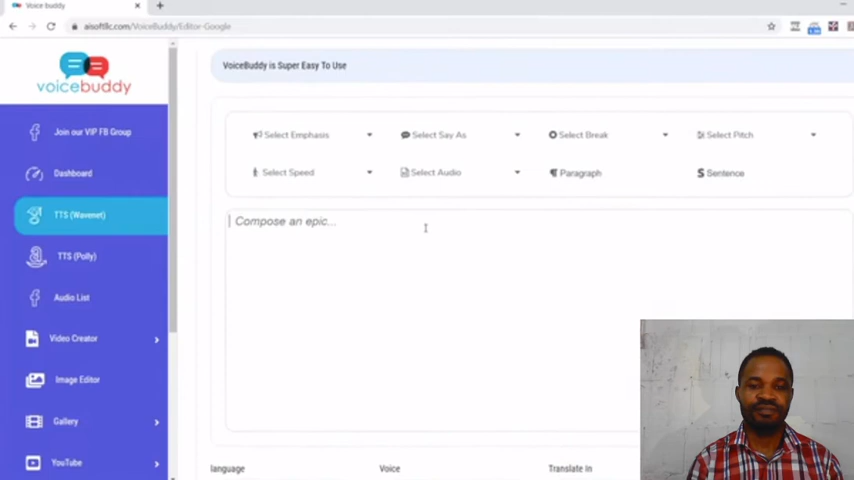 Voice buddy
aisoftllc.com/VoiceBuddy/Editor-Google
voicebuddy
VoiceBuddy is Super Easy To Use
Join our VIP FB Group
Dashboard
TTS (Wavenet)
TTS (Polly)
Audio List
Video Creator
Image Editor
Gallery
YouTube
Select Emphasis
Select Say As
Select Break
Select Pitch
Select Speed
Select Audio
Paragraph
Sentence
Compose an epic...
language
Voice
Translate In